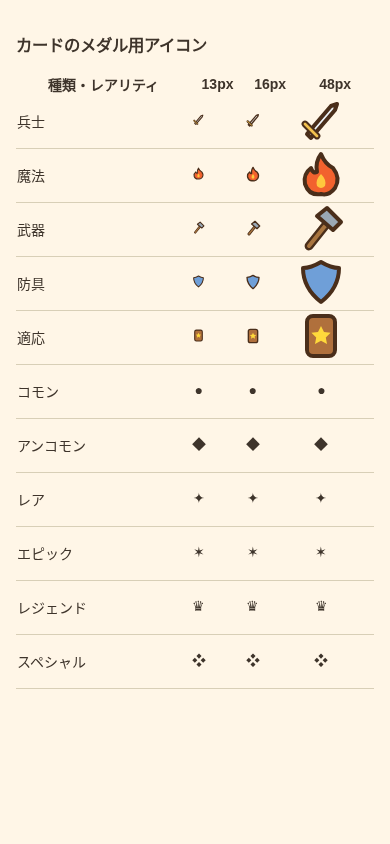 カードのメダル用アイコン
種類・レアリティ 13px 16px 48px
兵士
魔法
武器
防具
適応
コモン ● ● ●
アンコモン ◆ ◆ ◆
レア ✦ ✦ ✦
エピック ✶ ✶ ✶
レジェンド ♛ ♛ ♛
スペシャル ❖ ❖ ❖